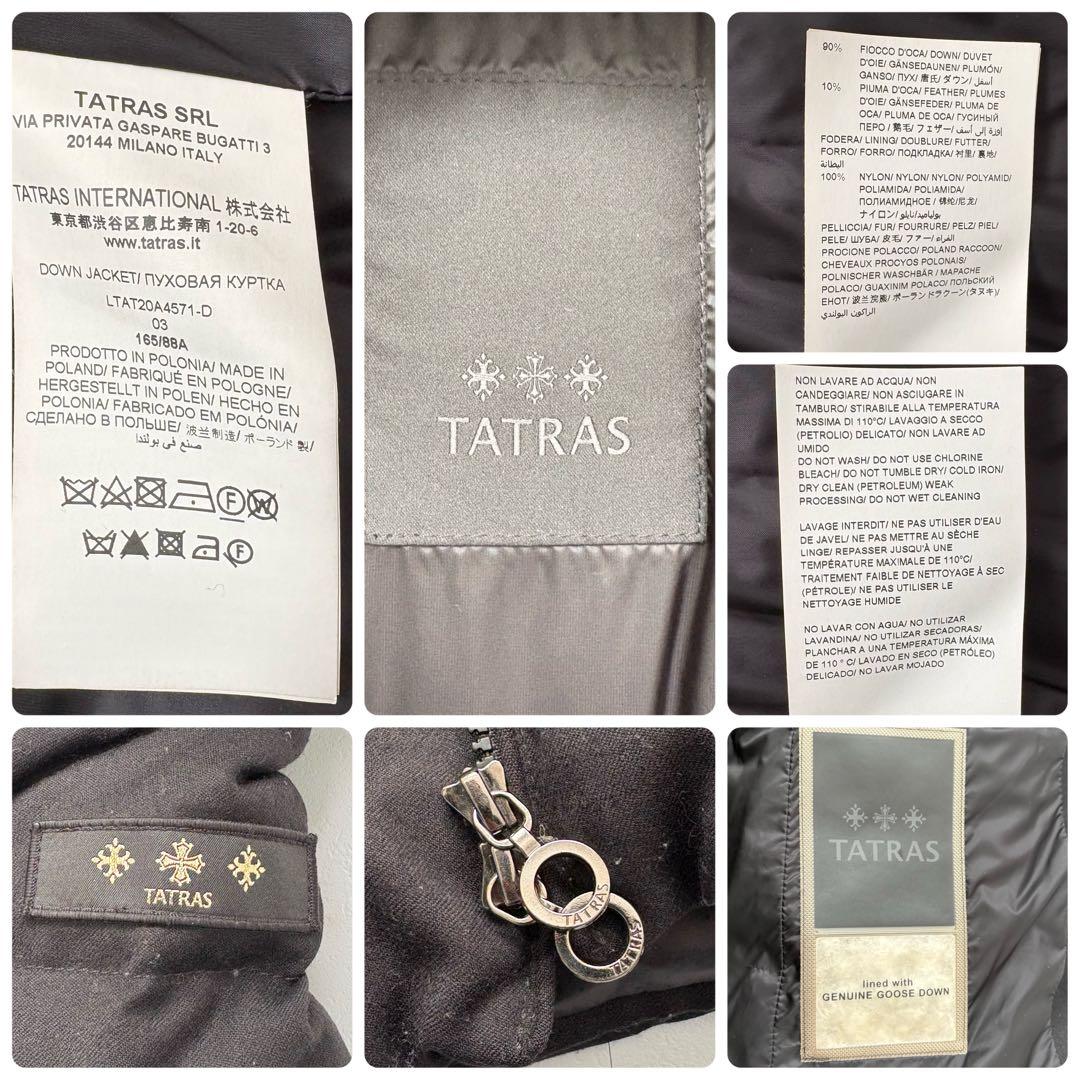 TATRAS SRL
VIA PRIVATA GASPARE BUGATTI 3
20144 MILANO ITALY
TATRAS INTERNATIONAL 株式会社
東京都渋谷区恵比寿南 1-20-6
www.tatras.it
DOWN JACKET/ ПУХОВАЯ КУРТКА
LTAT20A4571-D
03
165/88A
PRODOTTO IN POLONIA/ MADE IN
POLAND/ FABRIQUÉ EN POLOGNE/
HERGESTELLT IN POLEN/ HECHO EN
POLONIA/ FABRICADO EM POLÓNIA/
СДЕЛАНО В ПОЛЬШЕ/ 波兰制造/ ポーランド製/
صنع في بولندا
F W
F
TATRAS
90% FIOCCO D'OCA/ DOWN/ DUVET
D'OIE/ GÄNSEDAUNEN/ PLUMÓN/
GANSO/ ПУХ/ 唐氏/ ダウン/ أسفل
10% PIUMA D'OCA/ FEATHER/ PLUMES
D'OIE/ GÄNSEFEDER/ PLUMA DE
OCA/ PLUMA DE OCA/ ГУСИНЫЙ
ПЕРО/ 鹅毛/ フェザー/
FODERA/ LINING/ DOUBLURE/ FUTTER/
FORRO/ FORRO/ ПОДКЛАДКА/ 衬里/ 裏地/
البطانة
100% NYLON/ NYLON/ NYLON/ POLYAMID/
POLIAMIDA/ POLIAMIDA/
ПОЛИАМИДНОЕ/ 锦纶/尼龙/
ナイロン/
PELLICCIA/ FUR/ FOURRURE/ PELZ/ PIEL/
PELE/ ШУБА/ 皮毛/ ファー/ الفراء/
PROCIONE POLACCO/ POLAND RACCOON/
CHEVEAUX PROCYOS POLONAIS/
POLNISCHER WASCHBÄR/ MAPACHE
POLACO/ GUAXINIM POLACO/ ПОЛЬСКИЙ
ЕНОТ/ 波兰浣熊/ ポーランドラクーン(タヌキ)/
الراكون البولندي
NON LAVARE AD ACQUA/ NON
CANDEGGIARE/ NON ASCIUGARE IN
TAMBURO/ STIRABILE ALLA TEMPERATURA
MASSIMA DI 110°C/ LAVAGGIO A SECCO
(PETROLIO) DELICATO/ NON LAVARE AD
UMIDO
DO NOT WASH/ DO NOT USE CHLORINE
BLEACH/ DO NOT TUMBLE DRY/ COLD IRON/
DRY CLEAN (PETROLEUM) WEAK
PROCESSING/ DO NOT WET CLEANING
LAVAGE INTERDIT/ NE PAS UTILISER D'EAU
DE JAVEL/ NE PAS METTRE AU SÈCHE
LINGE/ REPASSER JUSQU'À UNE
TEMPÉRATURE MAXIMALE DE 110°C/
TRAITEMENT FAIBLE DE NETTOYAGE À SEC
(PÉTROLE)/ NE PAS UTILISER LE
NETTOYAGE HUMIDE
NO LAVAR CON AGUA/ NO UTILIZAR
LAVANDINA/ NO UTILIZAR SECADORAS/
PLANCHAR A UNA TEMPERATURA MÁXIMA
DE 110 ° C/ LAVADO EN SECO (PETRÓLEO)
DELICADO/ NO LAVAR MOJADO
TATRAS
TATRAS
TATRAS
TATRAS
lined with
GENUINE GOOSE DOWN